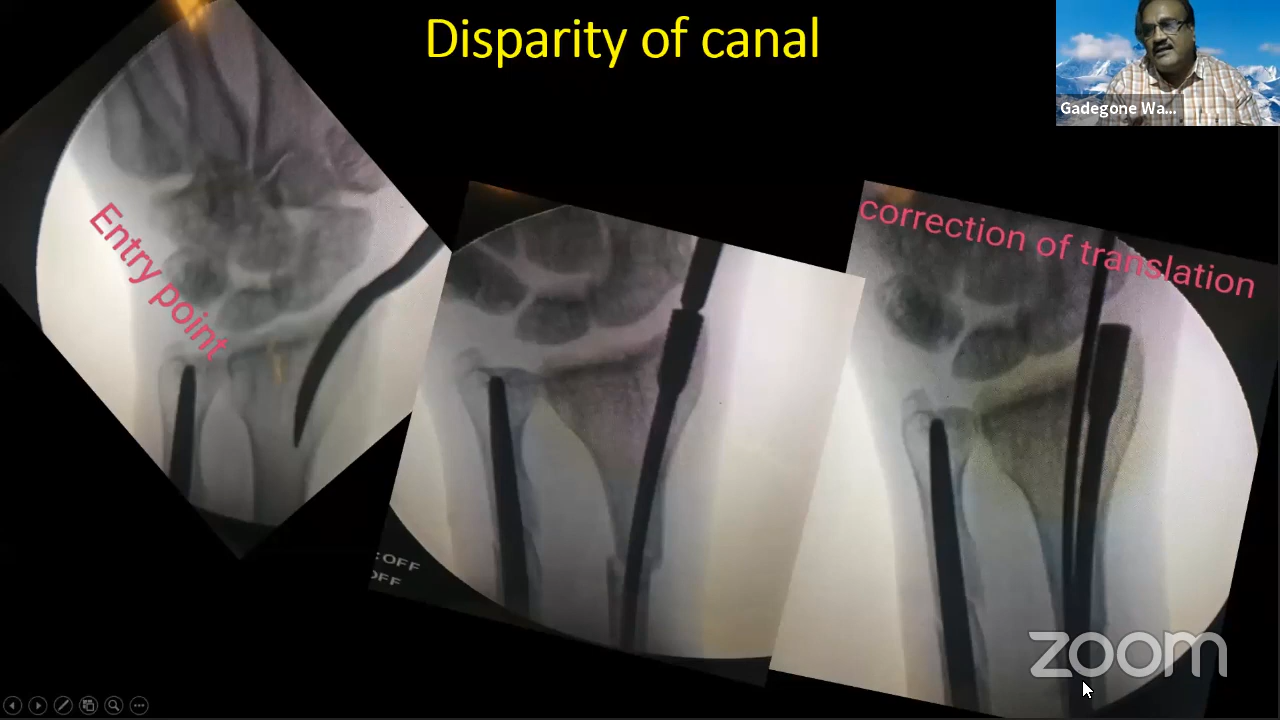 Disparity of canal
Gadegone Wa...
Entry point
correction of translation
:OFF
OFF
zoom